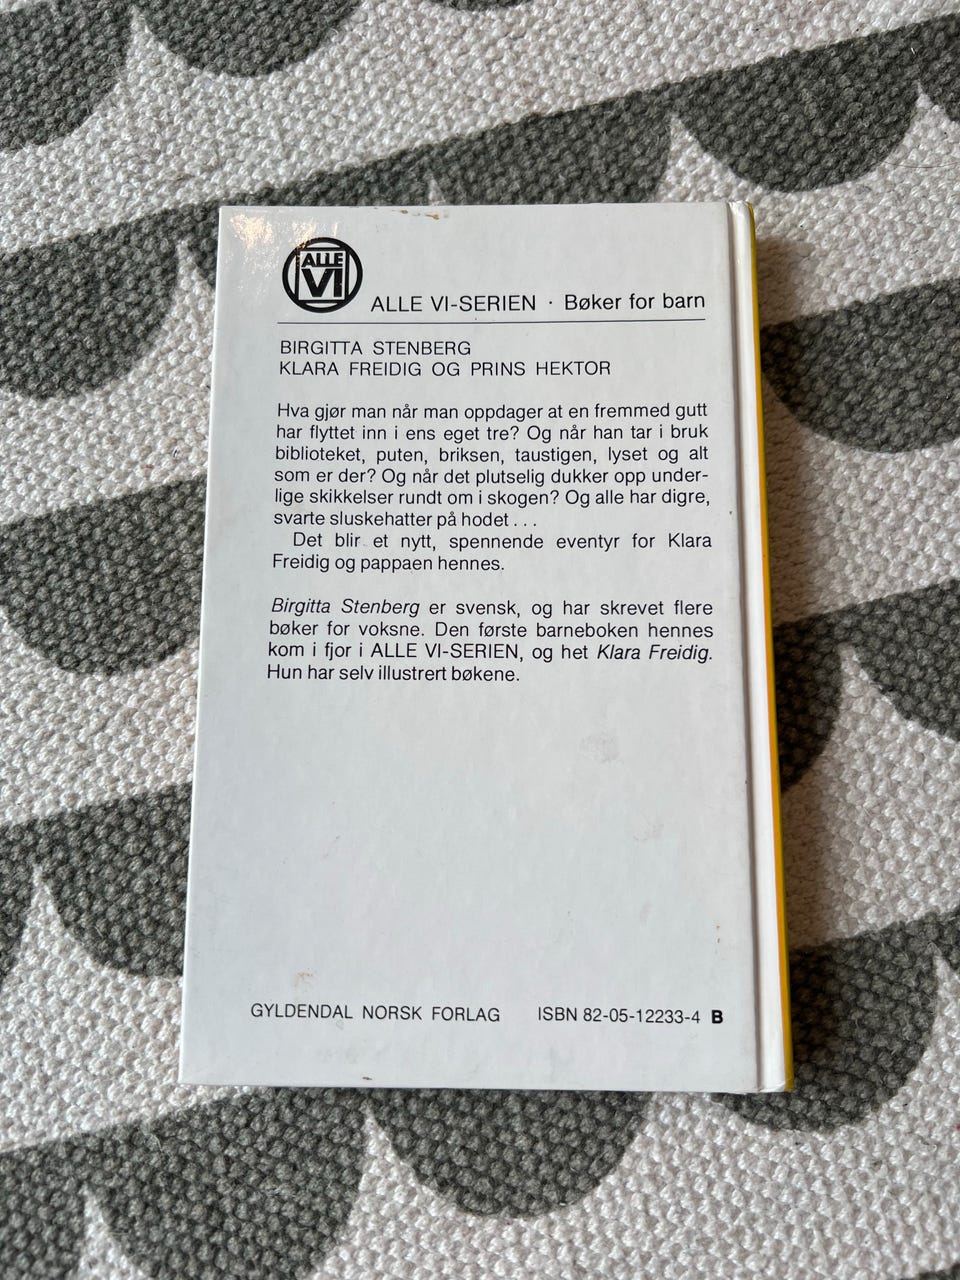 ALLE
VI
ALLE VI-SERIEN · Bøker for barn
BIRGITTA STENBERG
KLARA FREIDIG OG PRINS HEKTOR
Hva gjør man når man oppdager at en fremmed gutt
har flyttet inn i ens eget tre? Og når han tar i bruk
biblioteket, puten, briksen, taustigen, lyset og alt
som er der? Og når det plutselig dukker opp under-
lige skikkelser rundt om i skogen? Og alle har digre,
svarte sluskehatter på hodet . . .
Det blir et nytt, spennende eventyr for Klara
Freidig og pappaen hennes.
Birgitta Stenberg er svensk, og har skrevet flere
bøker for voksne. Den første barneboken hennes
kom i fjor i ALLE VI-SERIEN, og het Klara Freidig.
Hun har selv illustrert bøkene.
GYLDENDAL NORSK FORLAG ISBN 82-05-12233-4 B